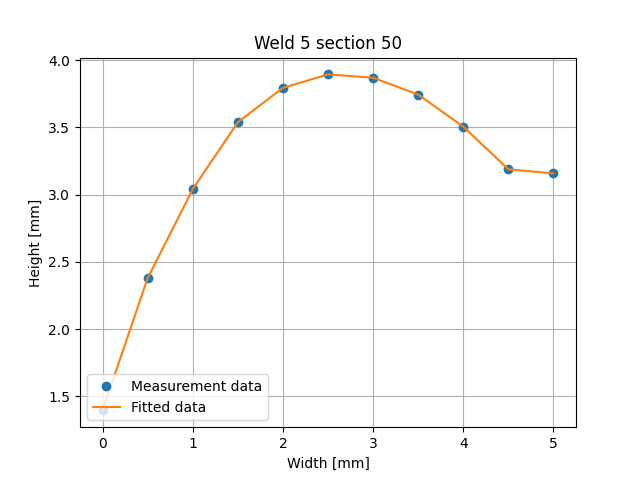 Weld 5 section 50
4.0
3.5
3.0
2.5
2.0
1.5
Height [mm]
Measurement data
Fitted data
0 1 2 3 4 5
Width [mm]